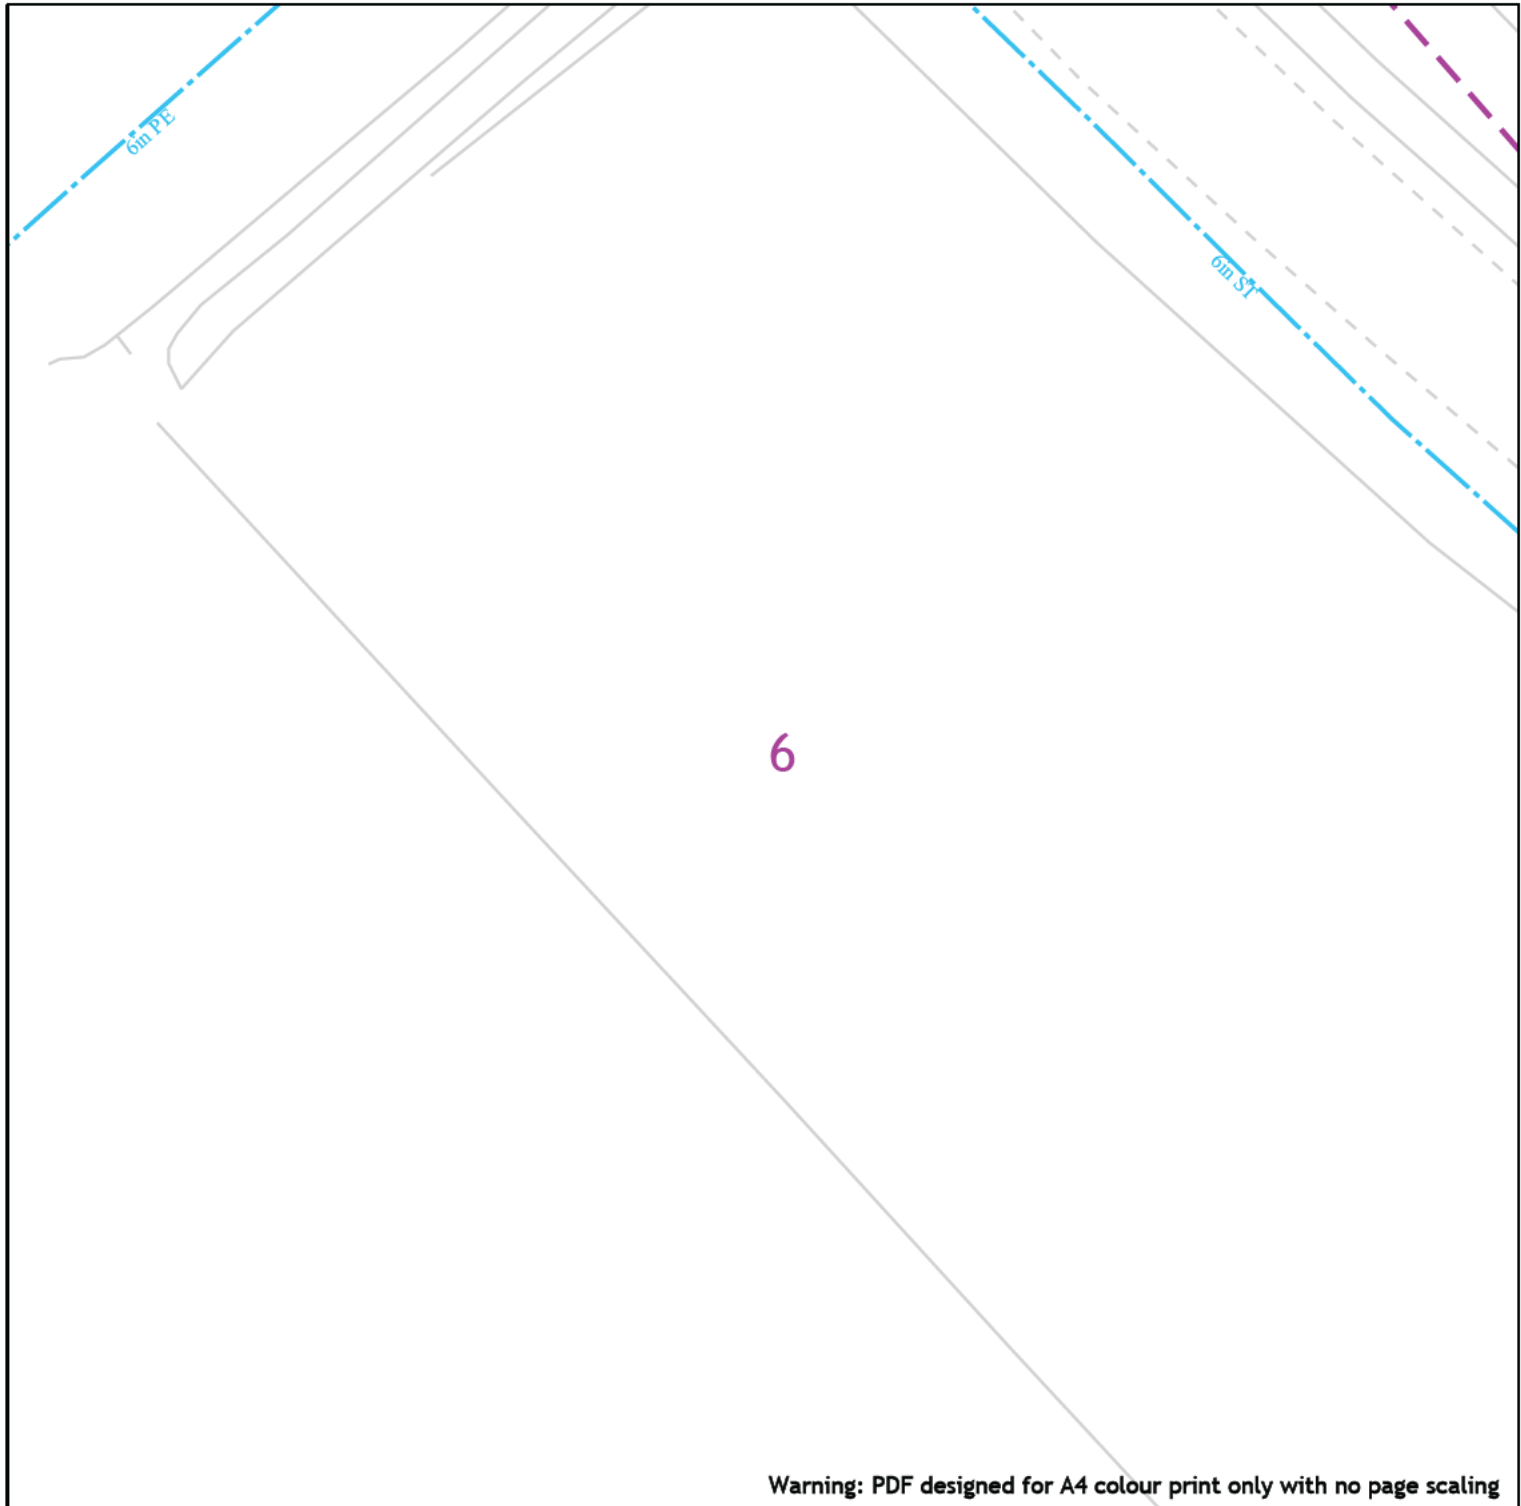 6in PE
6in ST
6
Warning: PDF designed for A4 colour print only with no page scaling